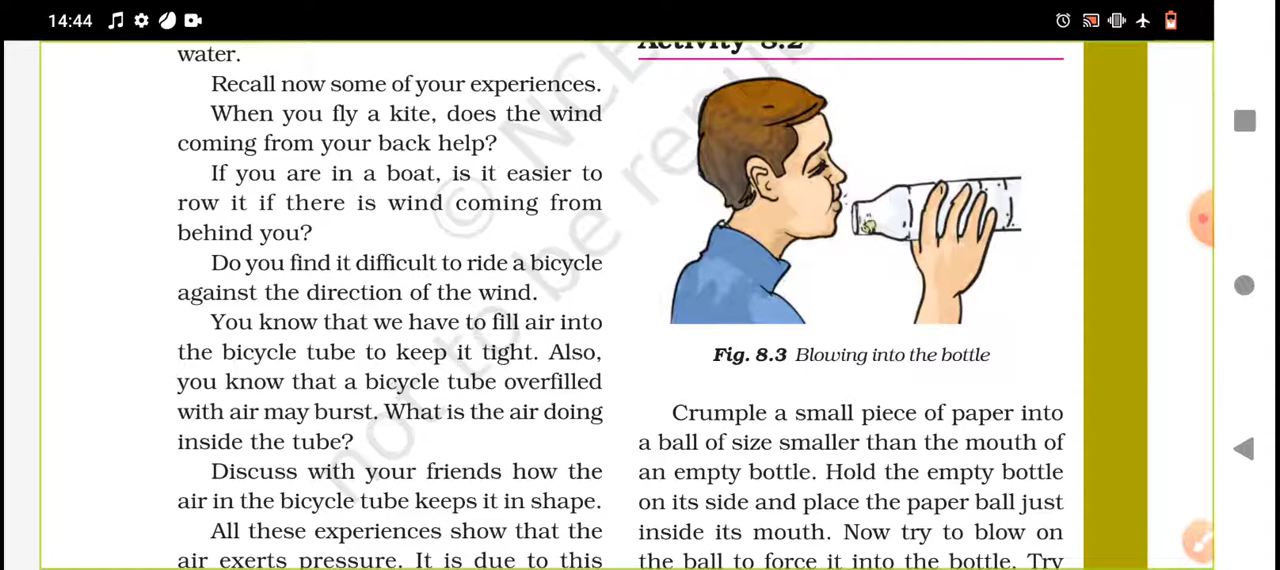 14:44
water.
Recall now some of your experiences.
When you fly a kite, does the wind
coming from your back help?
If you are in a boat, is it easier to
row it if there is wind coming from
behind you?
Do you find it difficult to ride a bicycle
against the direction of the wind.
You know that we have to fill air into
the bicycle tube to keep it tight. Also,
you know that a bicycle tube overfilled
with air may burst. What is the air doing
inside the tube?
Discuss with your friends how the
air in the bicycle tube keeps it in shape.
All these experiences show that the
air exerts pressure. It is due to this
Activity 8.2
Fig. 8.3 Blowing into the bottle
Crumple a small piece of paper into
a ball of size smaller than the mouth of
an empty bottle. Hold the empty bottle
on its side and place the paper ball just
inside its mouth. Now try to blow on
the ball to force it into the bottle. Try
© NCE
not to be repu